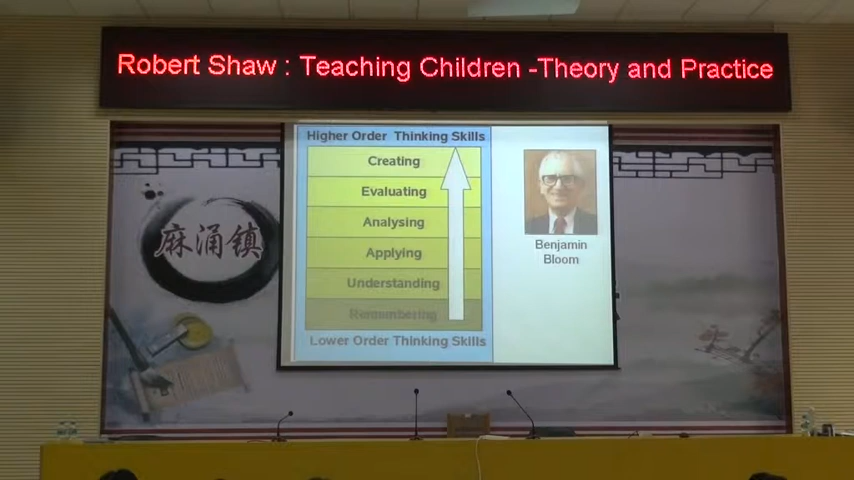 Robert Shaw : Teaching Children -Theory and Practice
Higher Order Thinking Skills
Creating
Evaluating
Analysing
Applying
Understanding
Remembering
Lower Order Thinking Skills
Benjamin
Bloom
麻涌镇